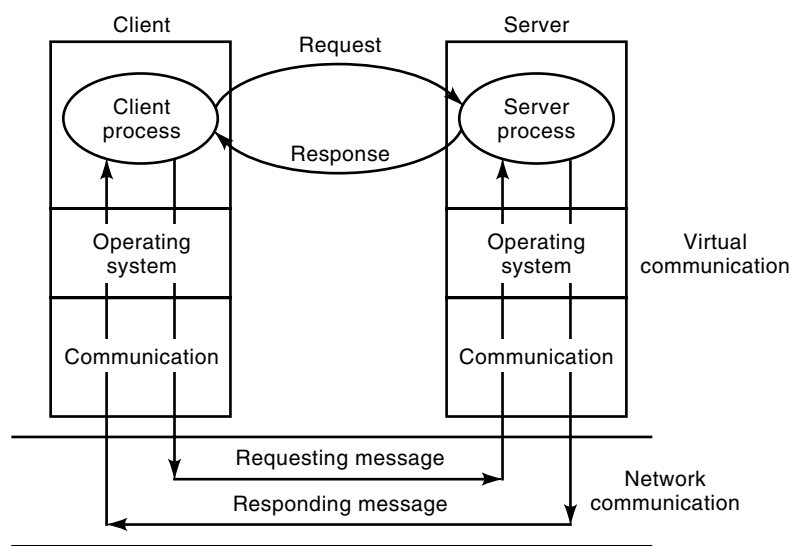 Client
Server
Request
Client
process
Server
process
Response
Operating
system
Operating
system
Virtual
communication
Communication
Communication
Requesting message
Network
communication
Responding message